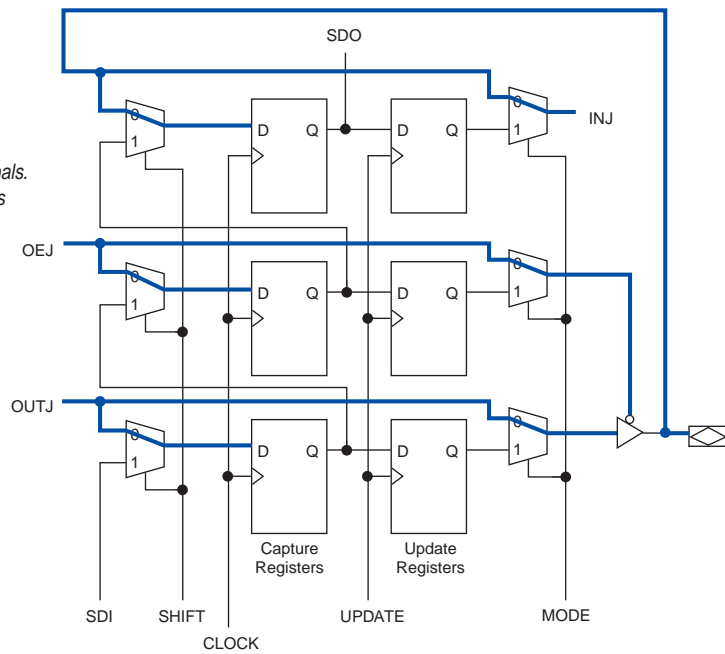 SDO
0
1
D Q
D Q
0
1
INJ
nals.
s
OEJ
0
1
D Q
D Q
0
1
OUTJ
0
1
D Q
D Q
0
1
Capture
Registers
Update
Registers
SDI
SHIFT
CLOCK
UPDATE
MODE